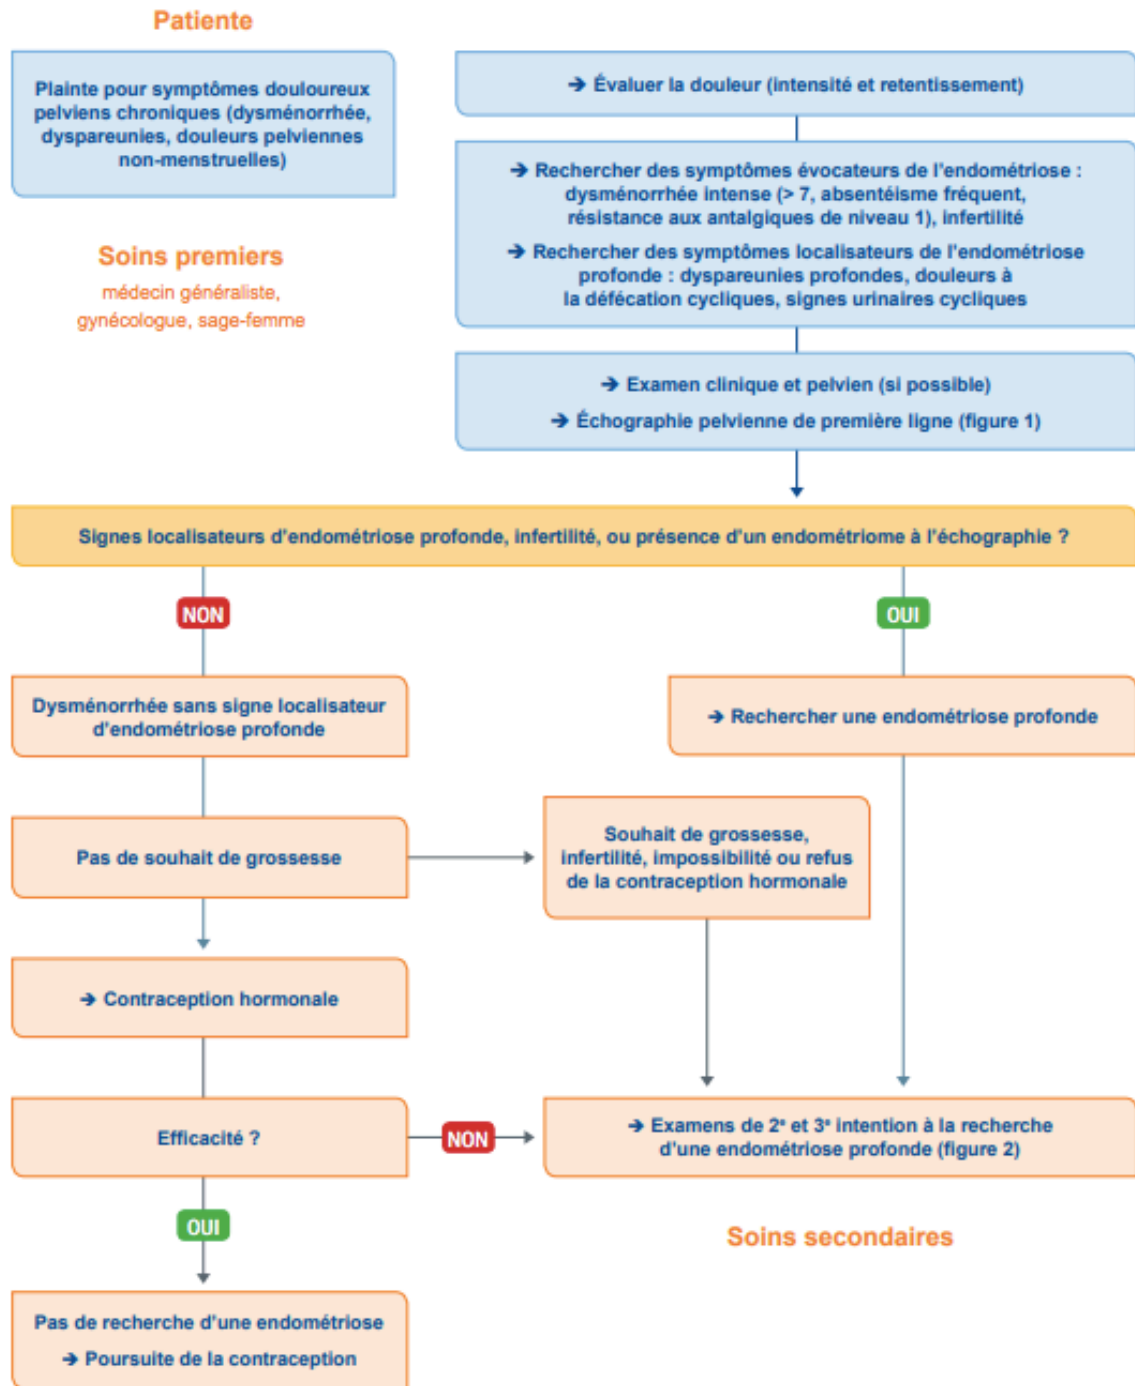 Patiente
Plainte pour symptômes douloureux
pelviens chroniques (dysménorrhée,
dyspareunies, douleurs pelviennes
non-menstruelles)
Soins premiers
médecin généraliste,
gynécologue, sage-femme
➔ Évaluer la douleur (intensité et retentissement)
➔ Rechercher des symptômes évocateurs de l'endométriose :
dysménorrhée intense (> 7, absentéisme fréquent,
résistance aux antalgiques de niveau 1), infertilité
➔ Rechercher des symptômes localisateurs de l'endométriose
profonde : dyspareunies profondes, douleurs à
la défécation cycliques, signes urinaires cycliques
➔ Examen clinique et pelvien (si possible)
➔ Échographie pelvienne de première ligne (figure 1)
Signes localisateurs d'endométriose profonde, infertilité, ou présence d'un endométriome à l'échographie ?
NON
OUI
Dysménorrhée sans signe localisateur
d'endométriose profonde
➔ Rechercher une endométriose profonde
Pas de souhait de grossesse
Souhait de grossesse,
infertilité, impossibilité ou refus
de la contraception hormonale
➔ Contraception hormonale
Efficacité ?
NON
➔ Examens de 2e et 3e intention à la recherche
d'une endométriose profonde (figure 2)
OUI
Soins secondaires
Pas de recherche d'une endométriose
➔ Poursuite de la contraception